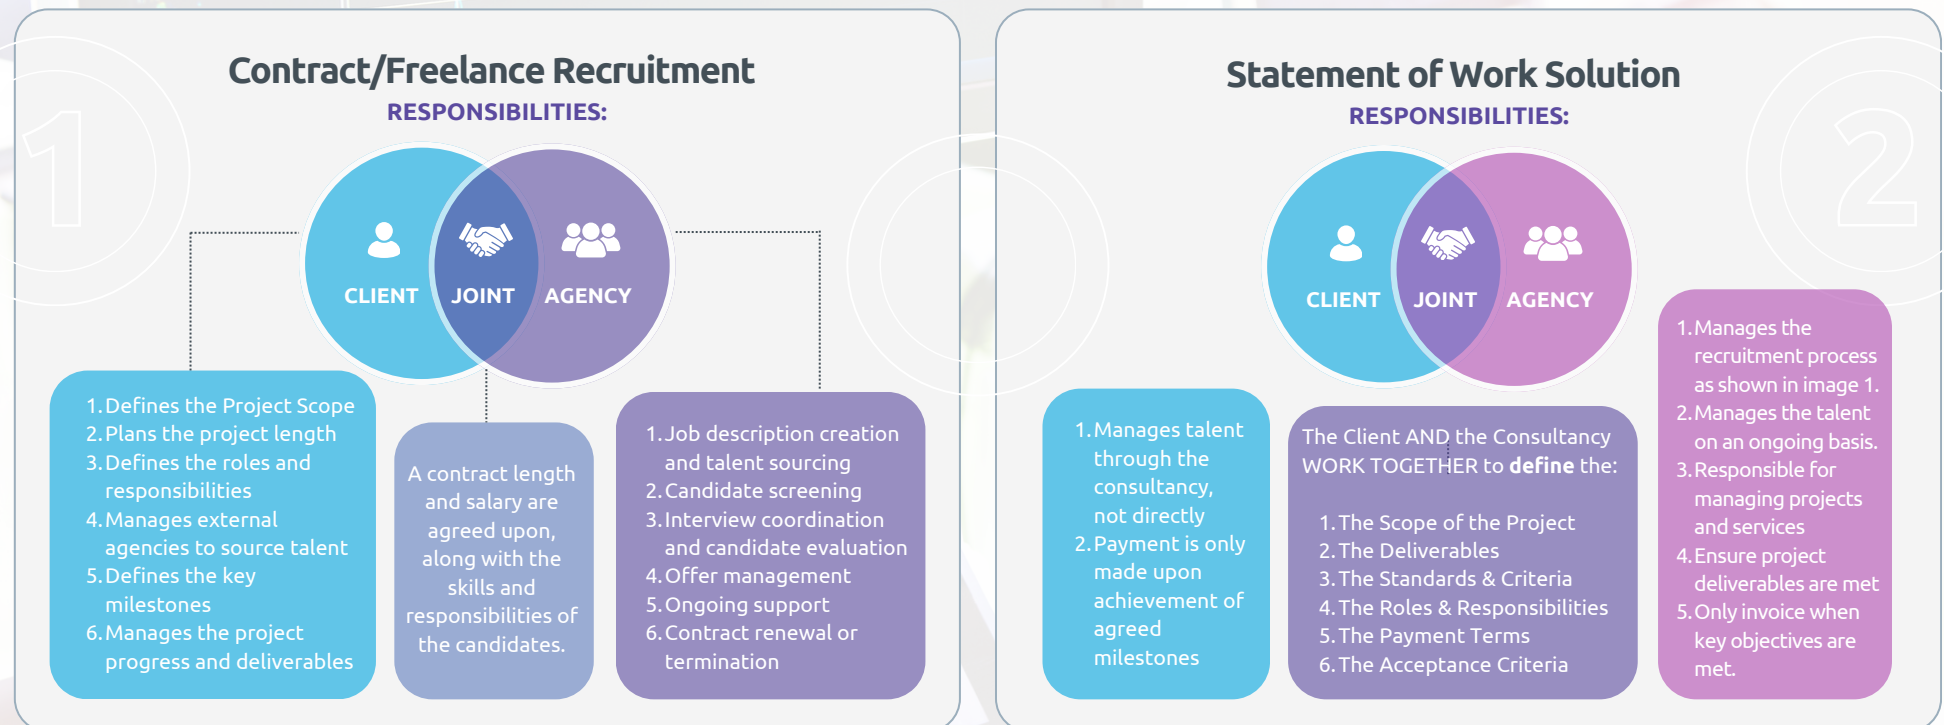 1
Contract/Freelance Recruitment
RESPONSIBILITIES:
CLIENT
JOINT
AGENCY
1. Defines the Project Scope
2. Plans the project length
3. Defines the roles and
responsibilities
4. Manages external
agencies to source talent
5. Defines the key
milestones
6. Manages the project
progress and deliverables
A contract length
and salary are
agreed upon,
along with the
skills and
responsibilities of
the candidates.
1. Job description creation
and talent sourcing
2. Candidate screening
3. Interview coordination
and candidate evaluation
4. Offer management
5. Ongoing support
6. Contract renewal or
termination
2
Statement of Work Solution
RESPONSIBILITIES:
CLIENT
JOINT
AGENCY
1. Manages talent
through the
consultancy,
not directly
2. Payment is only
made upon
achievement of
agreed
milestones
The Client AND the Consultancy
WORK TOGETHER to define the:
1. The Scope of the Project
2. The Deliverables
3. The Standards & Criteria
4. The Roles & Responsibilities
5. The Payment Terms
6. The Acceptance Criteria
1. Manages the
recruitment process
as shown in image 1.
2. Manages the talent
on an ongoing basis.
3. Responsible for
managing projects
and services
4. Ensure project
deliverables are met
5. Only invoice when
key objectives are
met.